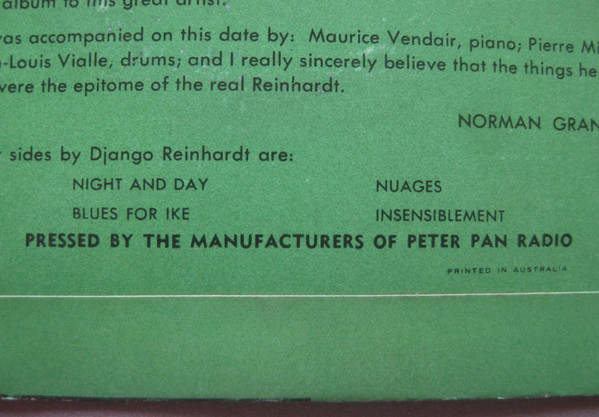 album to this great artist.
was accompanied on this date by: Maurice Vendair, piano; Pierre Mi
-Louis Vialle, drums; and I really sincerely believe that the things he
were the epitome of the real Reinhardt.
NORMAN GRAN
sides by Django Reinhardt are:
NIGHT AND DAY NUAGES
BLUES FOR IKE INSENSIBLEMENT
PRESSED BY THE MANUFACTURERS OF PETER PAN RADIO
PRINTED IN AUSTRALIA